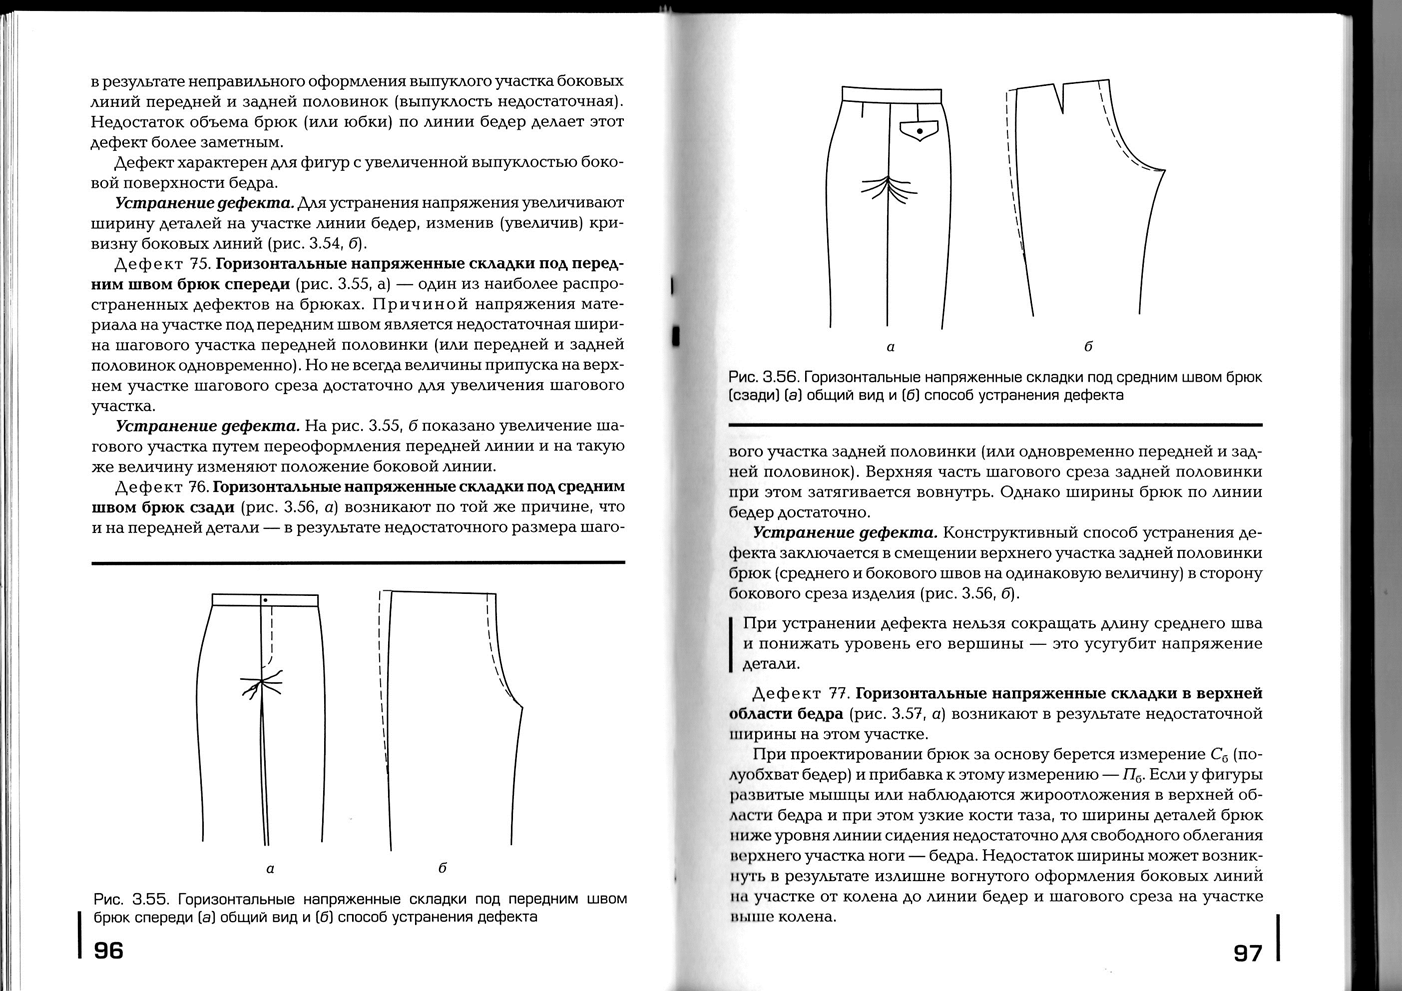 в результате неправильного оформления выпуклого участка боковых
линий передней и задней половинок (выпуклость недостаточная).
Недостаток объема брюк (или юбки) по линии бедер делает этот
дефект более заметным.
Дефект характерен для фигур с увеличенной выпуклостью боко-
вой поверхности бедра.
Устранение дефекта. Для устранения напряжения увеличивают
ширину деталей на участке линии бедер, изменив (увеличив) кри-
визну боковых линий (рис. 3.54, б).
Дефект 75. Горизонтальные напряженные складки под перед-
ним швом брюк спереди (рис. 3.55, а) — один из наиболее распро-
страненных дефектов на брюках. Причиной напряжения мате-
риала на участке под передним швом является недостаточная шири-
на шагового участка передней половинки (или передней и задней
половинок одновременно). Но не всегда величины припуска на верх-
нем участке шагового среза достаточно для увеличения шагового
участка.
Устранение дефекта. На рис. 3.55, б показано увеличение ша-
гового участка путем переоформления передней линии и на такую
же величину изменяют положение боковой линии.
Дефект 76. Горизонтальные напряженные складки под средним
швом брюк сзади (рис. 3.56, а) возникают по той же причине, что
и на передней детали — в результате недостаточного размера шаго-
а
б
Рис. 3.55. Горизонтальные напряженные складки под передним швом
брюк спереди (а) общий вид и (б) способ устранения дефекта
96
а
б
Рис. 3.56. Горизонтальные напряженные складки под средним швом брюк
(сзади) (а) общий вид и (б) способ устранения дефекта
вого участка задней половинки (или одновременно передней и зад-
ней половинок). Верхняя часть шагового среза задней половинки
при этом затягивается вовнутрь. Однако ширины брюк по линии
бедер достаточно.
Устранение дефекта. Конструктивный способ устранения де-
фекта заключается в смещении верхнего участка задней половинки
брюк (среднего и бокового швов на одинаковую величину) в сторону
бокового среза изделия (рис. 3.56, б).
При устранении дефекта нельзя сокращать длину среднего шва
и понижать уровень его вершины — это усугубит напряжение
детали.
Дефект 77. Горизонтальные напряженные складки в верхней
области бедра (рис. 3.57, а) возникают в результате недостаточной
ширины на этом участке.
При проектировании брюк за основу берется измерение Сб (по-
луобхват бедер) и прибавка к этому измерению — Пб. Если у фигуры
развитые мышцы или наблюдаются жироотложения в верхней об-
ласти бедра и при этом узкие кости таза, то ширины деталей брюк
ниже уровня линии сидения недостаточно для свободного облегания
верхнего участка ноги — бедра. Недостаток ширины может возник-
нуть в результате излишне вогнутого оформления боковых линий
на участке от колена до линии бедер и шагового среза на участке
выше колена.
97